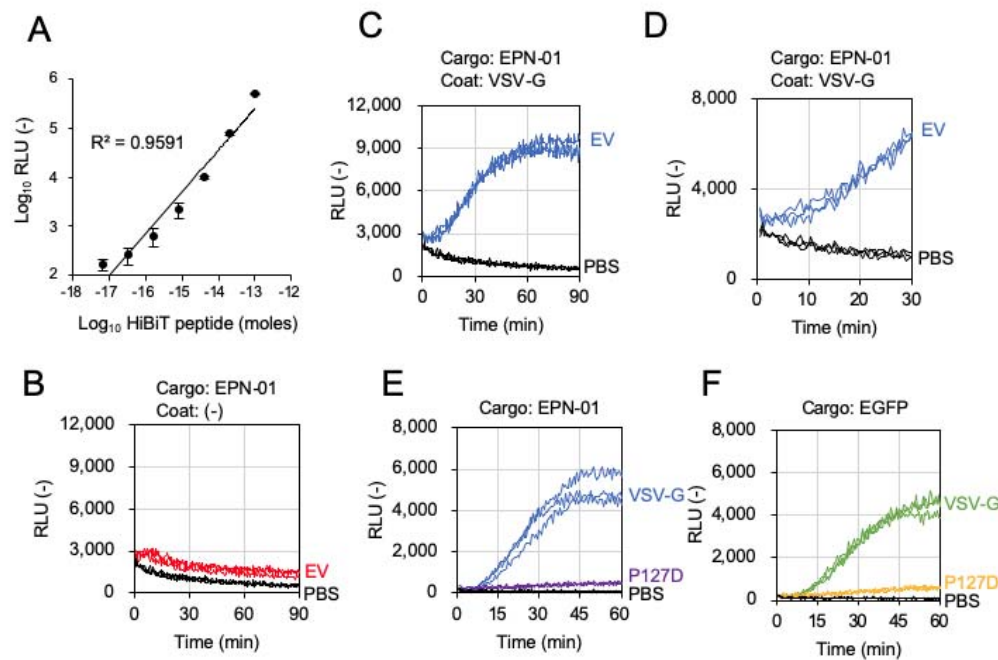 A
Log₁₀ RLU (-)
6
5
4
3
2
R² = 0.9591
-18 -17 -16 -15 -14 -13 -12
Log₁₀ HiBiT peptide (moles)
C
Cargo: EPN-01
Coat: VSV-G
RLU (-)
12,000
9,000
6,000
3,000
0
EV
PBS
0 30 60 90
Time (min)
D
Cargo: EPN-01
Coat: VSV-G
RLU (-)
8,000
4,000
0
EV
PBS
0 10 20 30
Time (min)
B
Cargo: EPN-01
Coat: (-)
RLU (-)
12,000
9,000
6,000
3,000
0
EV
PBS
0 30 60 90
Time (min)
E
Cargo: EPN-01
RLU (-)
8,000
6,000
4,000
2,000
0
VSV-G
P127D
PBS
0 15 30 45 60
Time (min)
F
Cargo: EGFP
RLU (-)
8,000
6,000
4,000
2,000
0
VSV-G
P127D
PBS
0 15 30 45 60
Time (min)